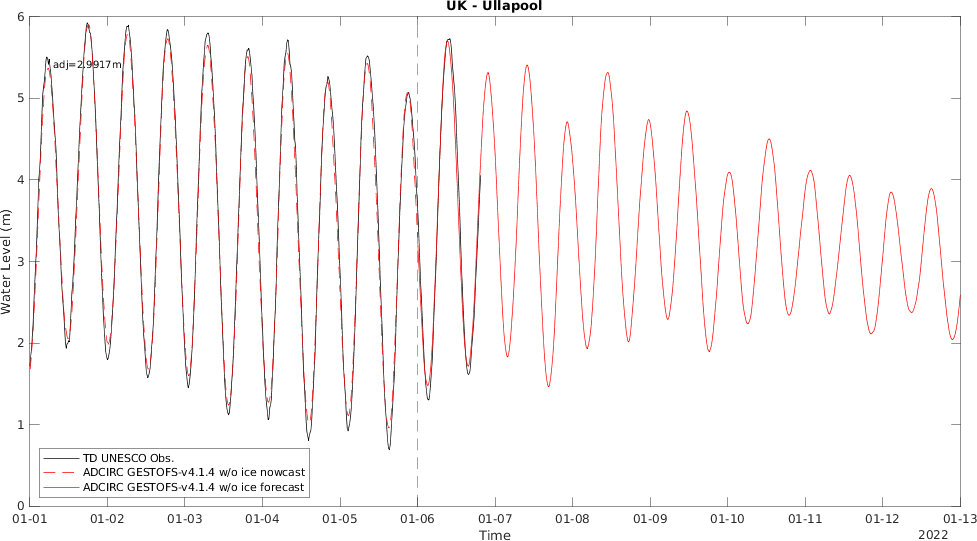 UK - Ullapool
6
adj=2.9917m
5
4
3
2
1
0
Water Level (m)
TD UNESCO Obs.
ADCIRC GESTOFS-v4.1.4 w/o ice nowcast
ADCIRC GESTOFS-v4.1.4 w/o ice forecast
01-01 01-02 01-03 01-04 01-05 01-06 01-07 01-08 01-09 01-10 01-11 01-12 01-13
Time
2022